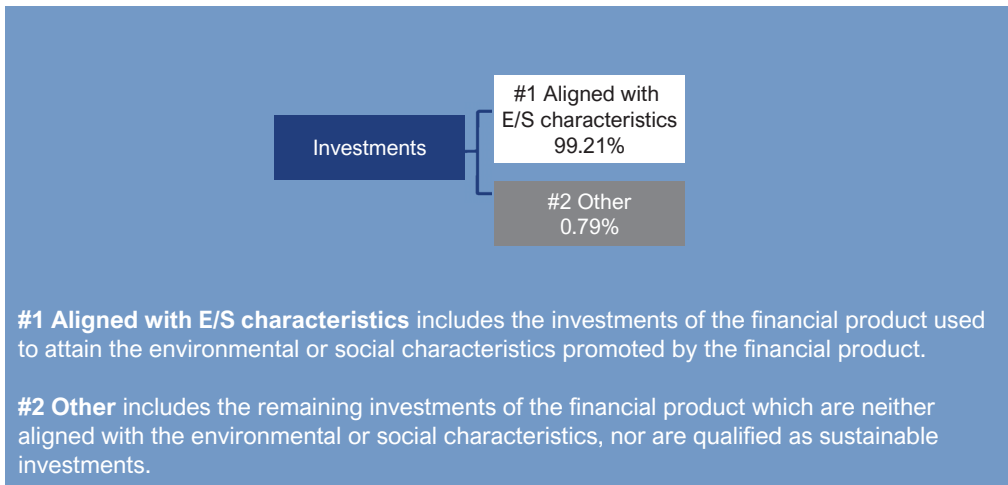 Investments
#1 Aligned with
E/S characteristics
99.21%
#2 Other
0.79%
#1 Aligned with E/S characteristics includes the investments of the financial product used
to attain the environmental or social characteristics promoted by the financial product.
#2 Other includes the remaining investments of the financial product which are neither
aligned with the environmental or social characteristics, nor are qualified as sustainable
investments.